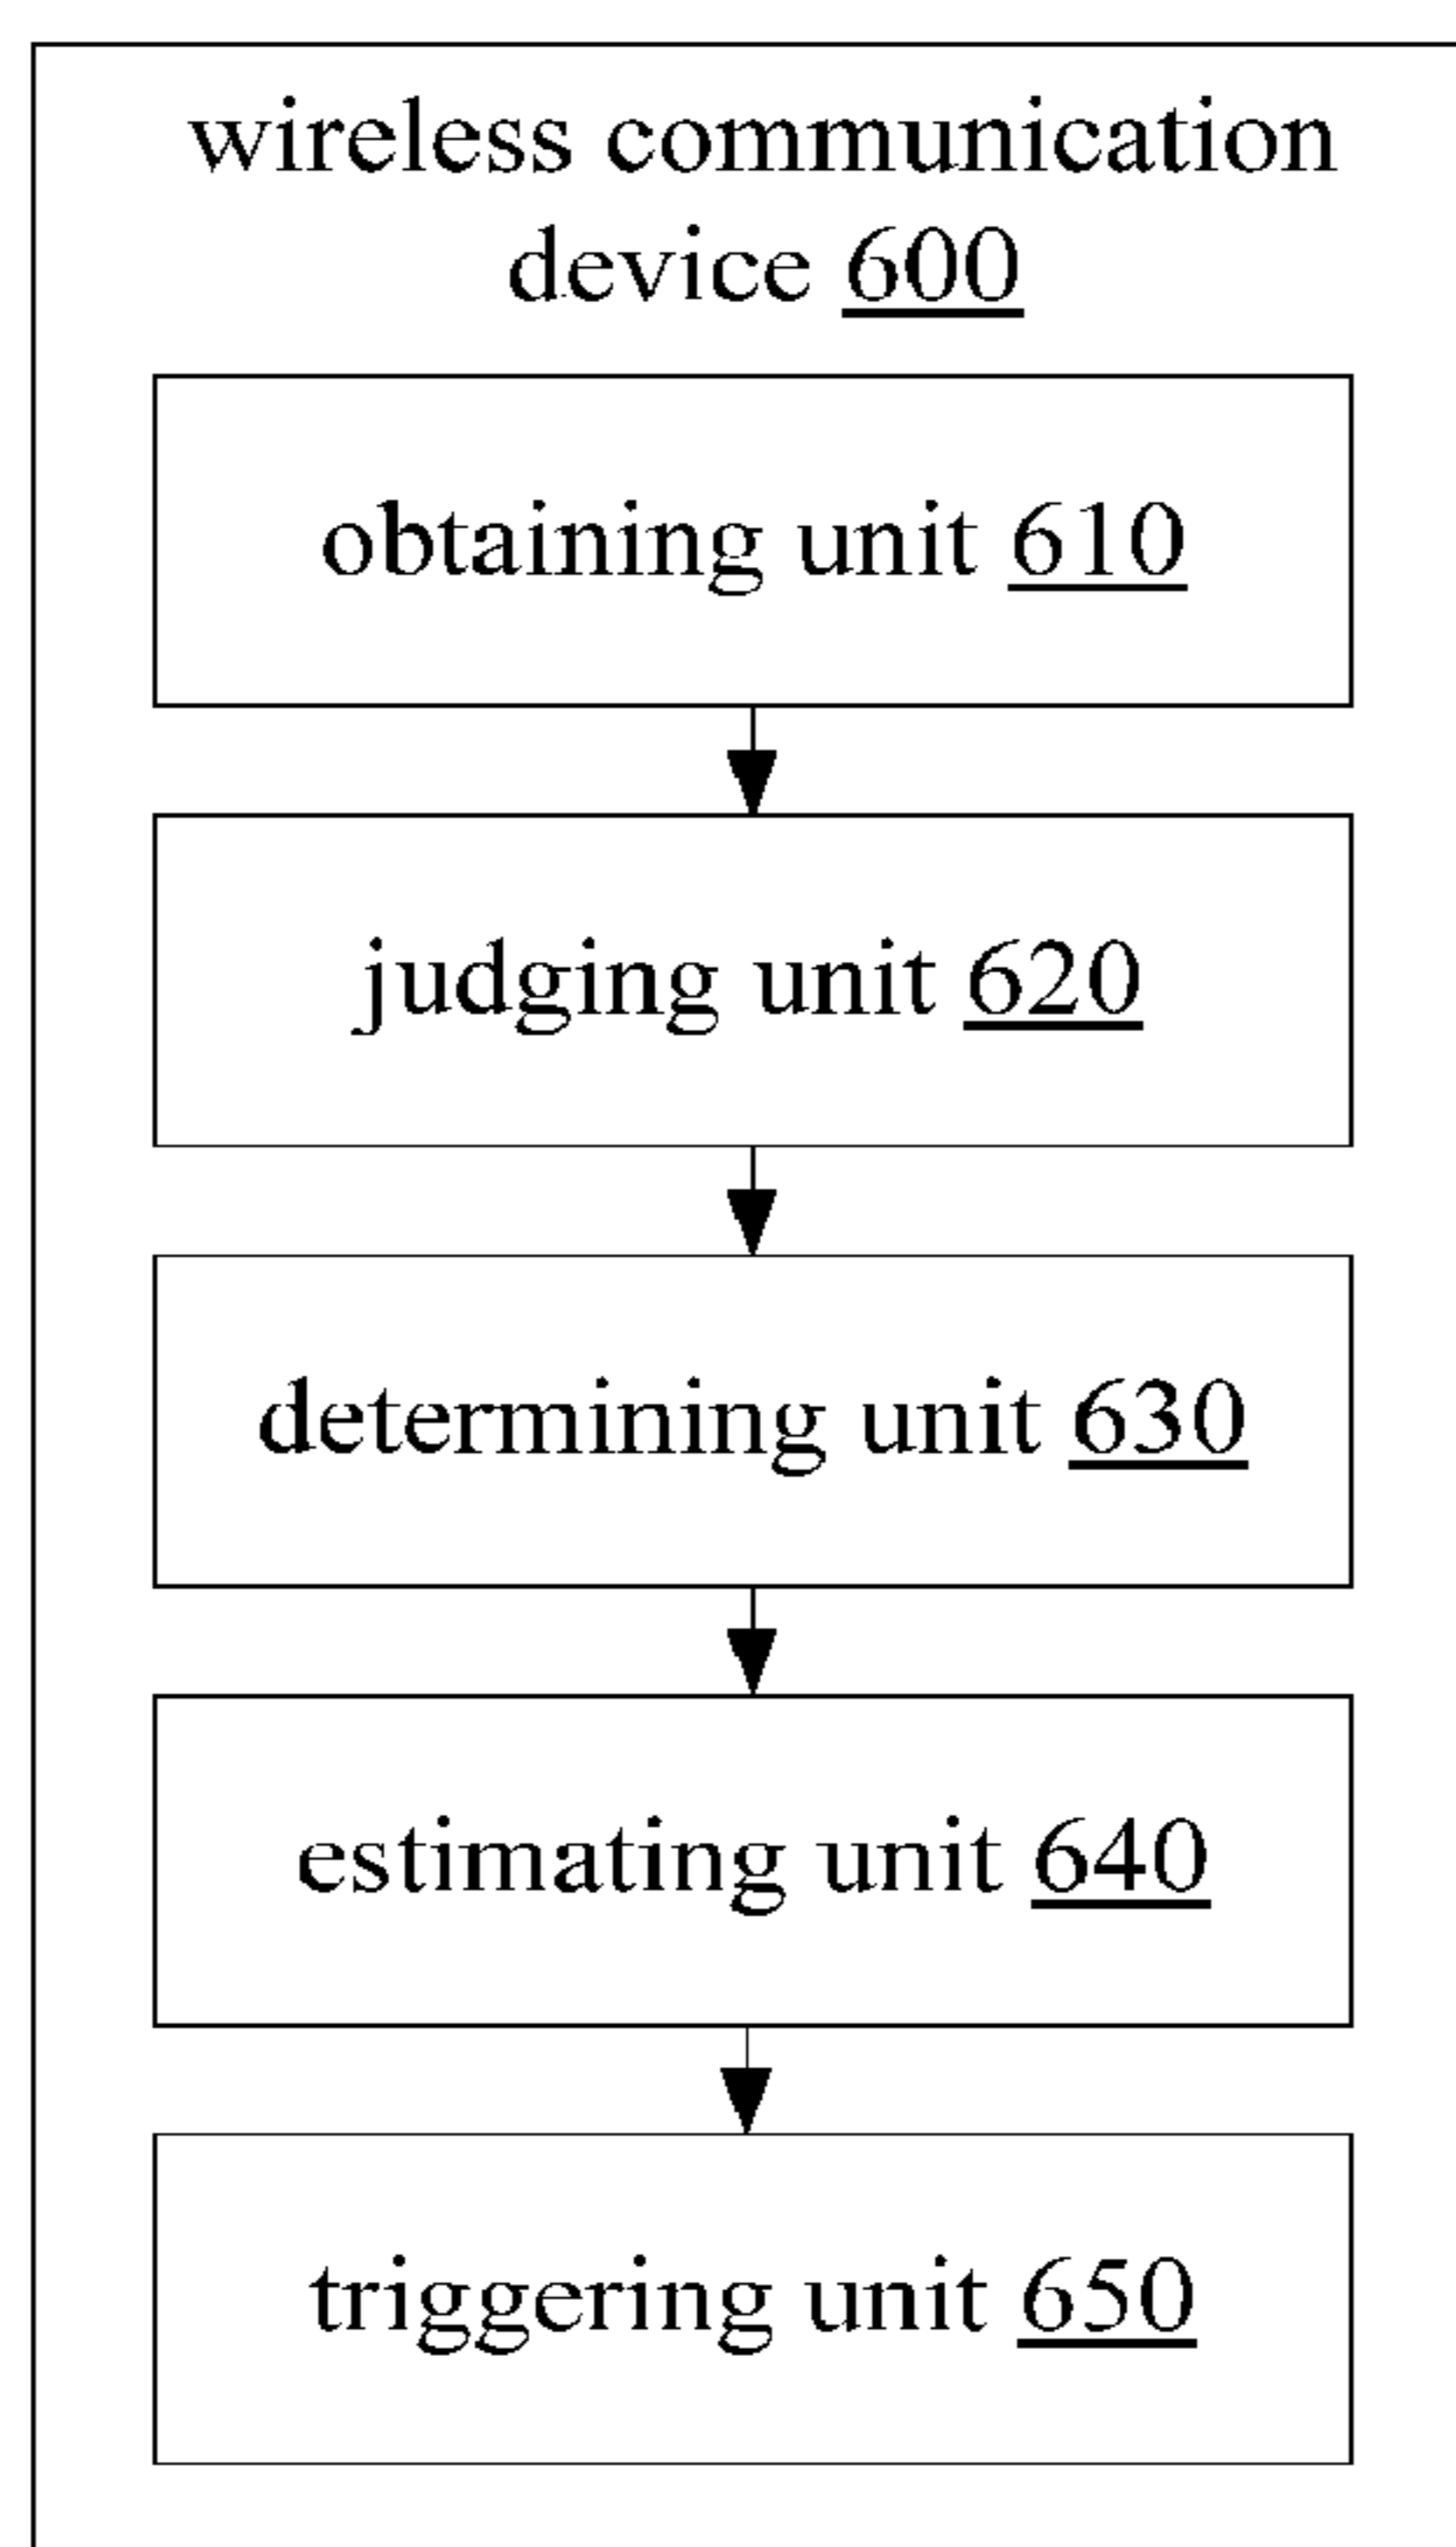 wireless communication
device 600
obtaining unit 610
judging unit 620
determining unit 630
estimating unit 640
triggering unit 650